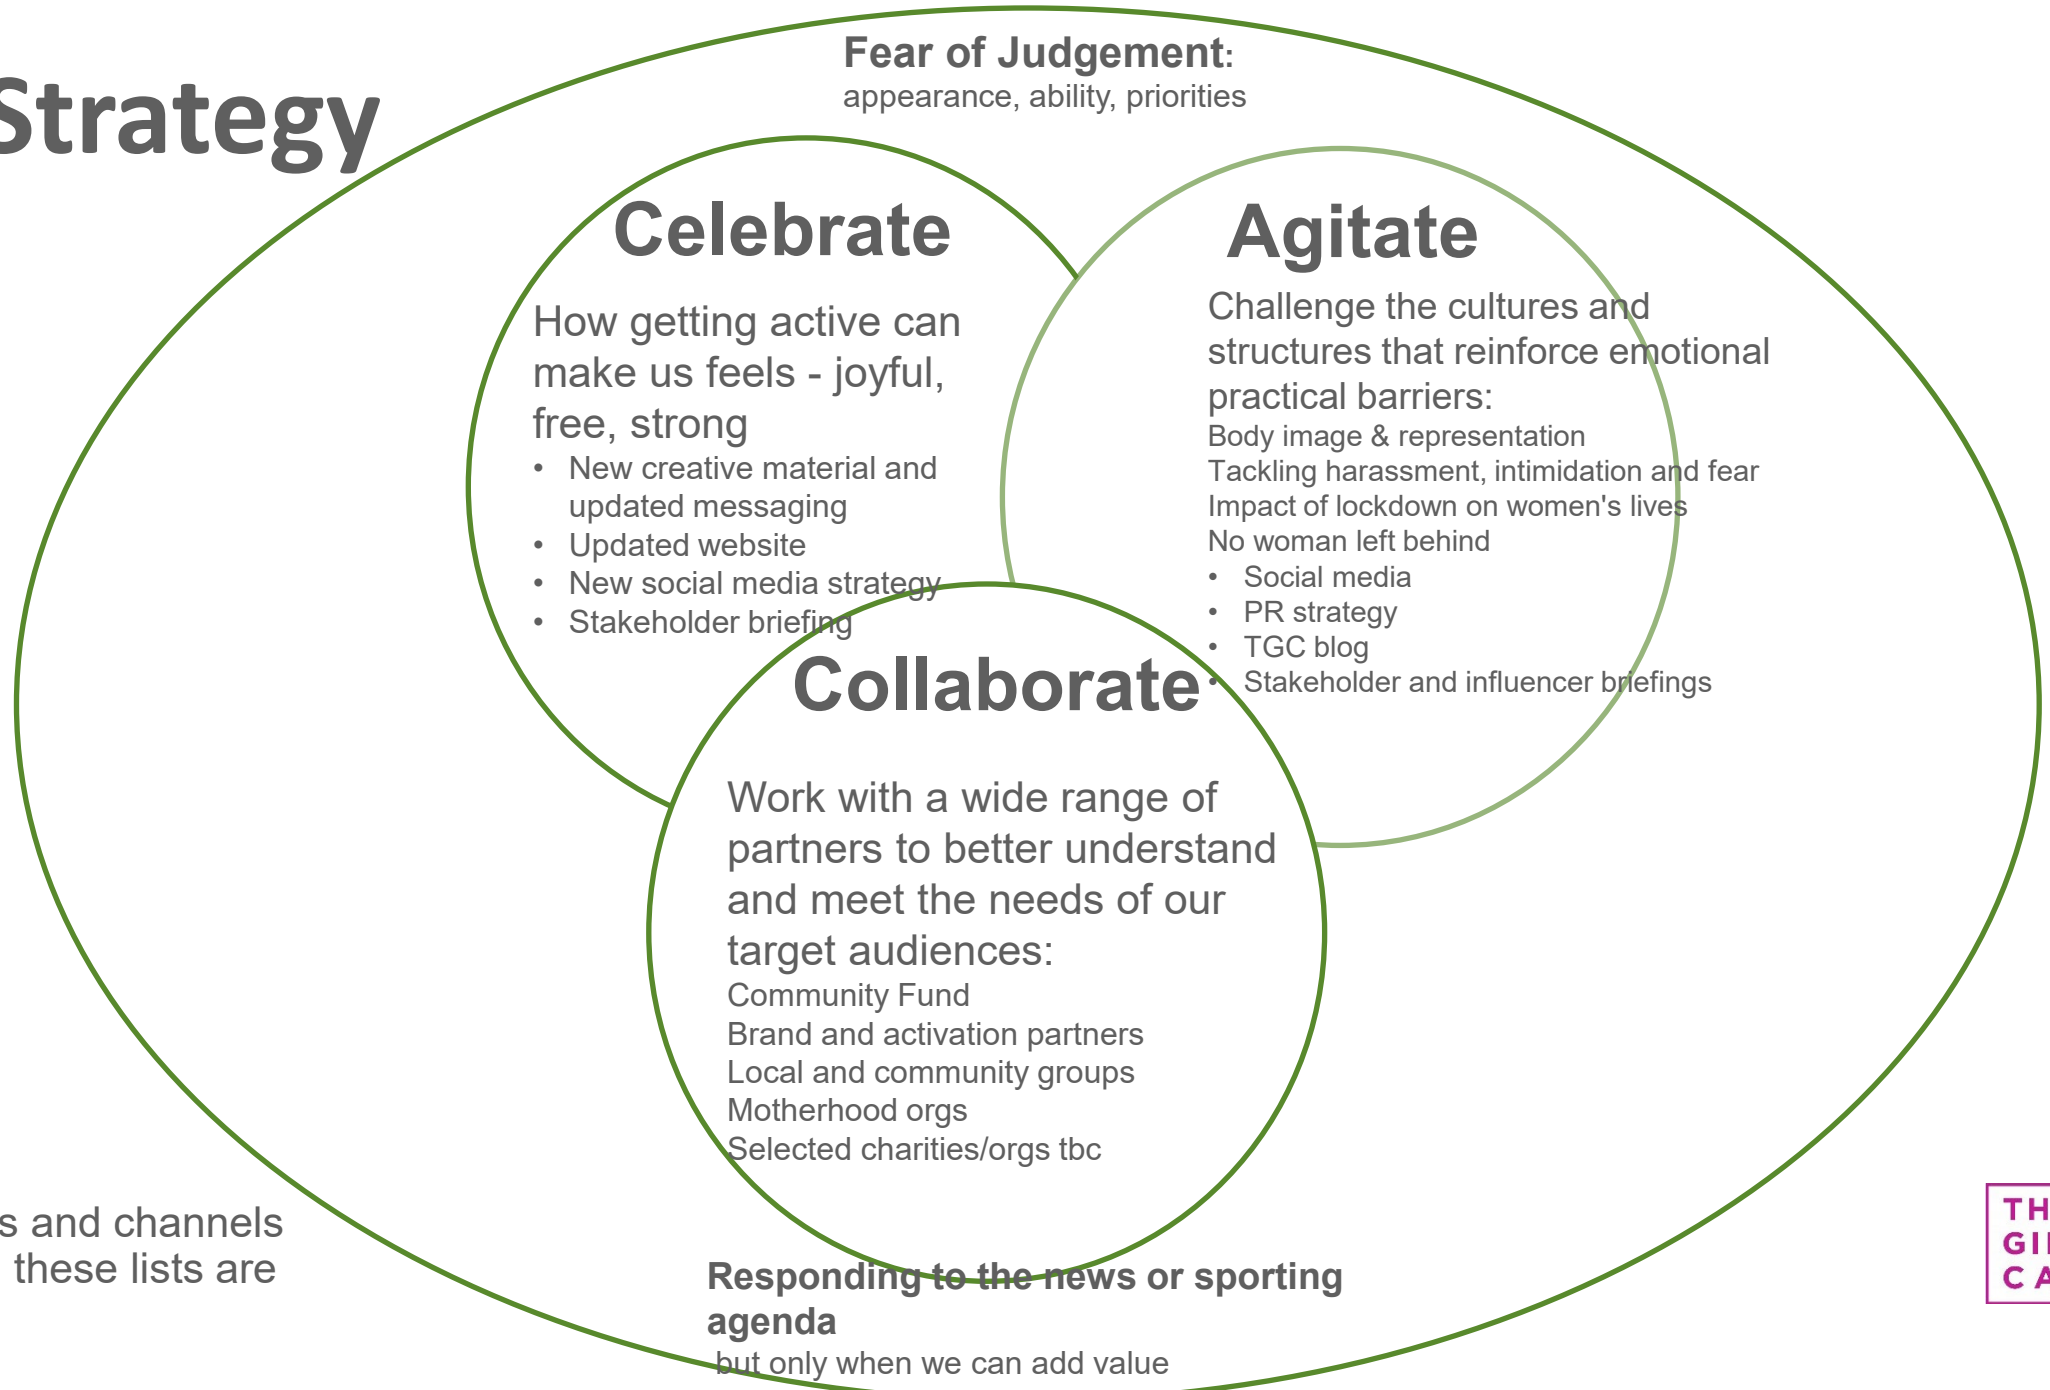 Strategy
Fear of Judgement:
appearance, ability, priorities
Celebrate
How getting active can
make us feels - joyful,
free, strong
• New creative material and
updated messaging
• Updated website
• New social media strategy
• Stakeholder briefing
Agitate
Challenge the cultures and
structures that reinforce emotional
practical barriers:
Body image & representation
Tackling harassment, intimidation and fear
Impact of lockdown on women's lives
No woman left behind
• Social media
• PR strategy
• TGC blog
• Stakeholder and influencer briefings
Collaborate
Work with a wide range of
partners to better understand
and meet the needs of our
target audiences:
Community Fund
Brand and activation partners
Local and community groups
Motherhood orgs
Selected charities/orgs tbc
Responding to the news or sporting
agenda
but only when we can add value
s and channels
these lists are
TH
GI
CA